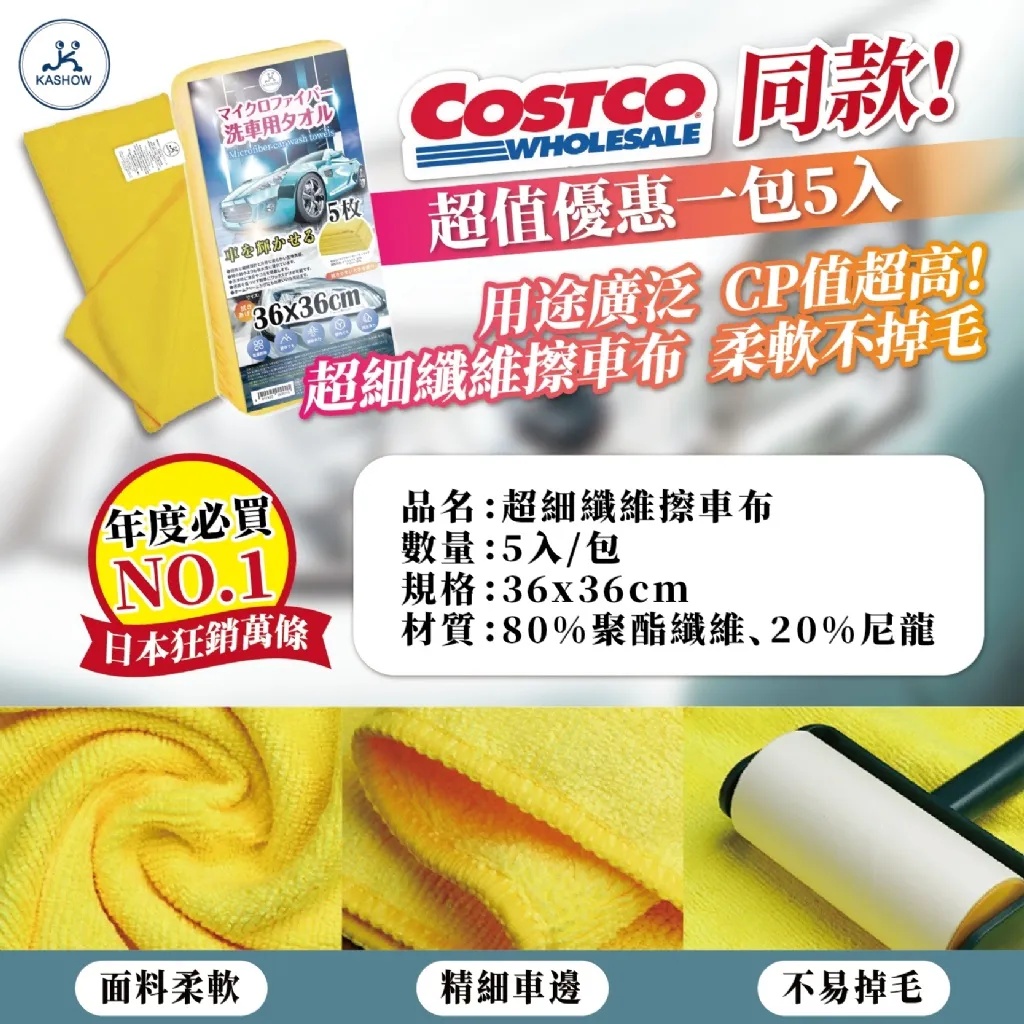 KASHOW
マイクロファイバー
洗車用タオル
Microfiber car wash towels
5枚
車を輝かせる
36x36cm
COSTCO
WHOLESALE
同款!
超值優惠一包5入
用途廣泛 CP值超高!
超細纖維擦車布 柔軟不掉毛
年度必買
NO.1
日本狂銷萬條
品名:超細纖維擦車布
數量:5入/包
規格:36x36cm
材質:80%聚酯纖維、20%尼龍
面料柔軟
精細車邊
不易掉毛